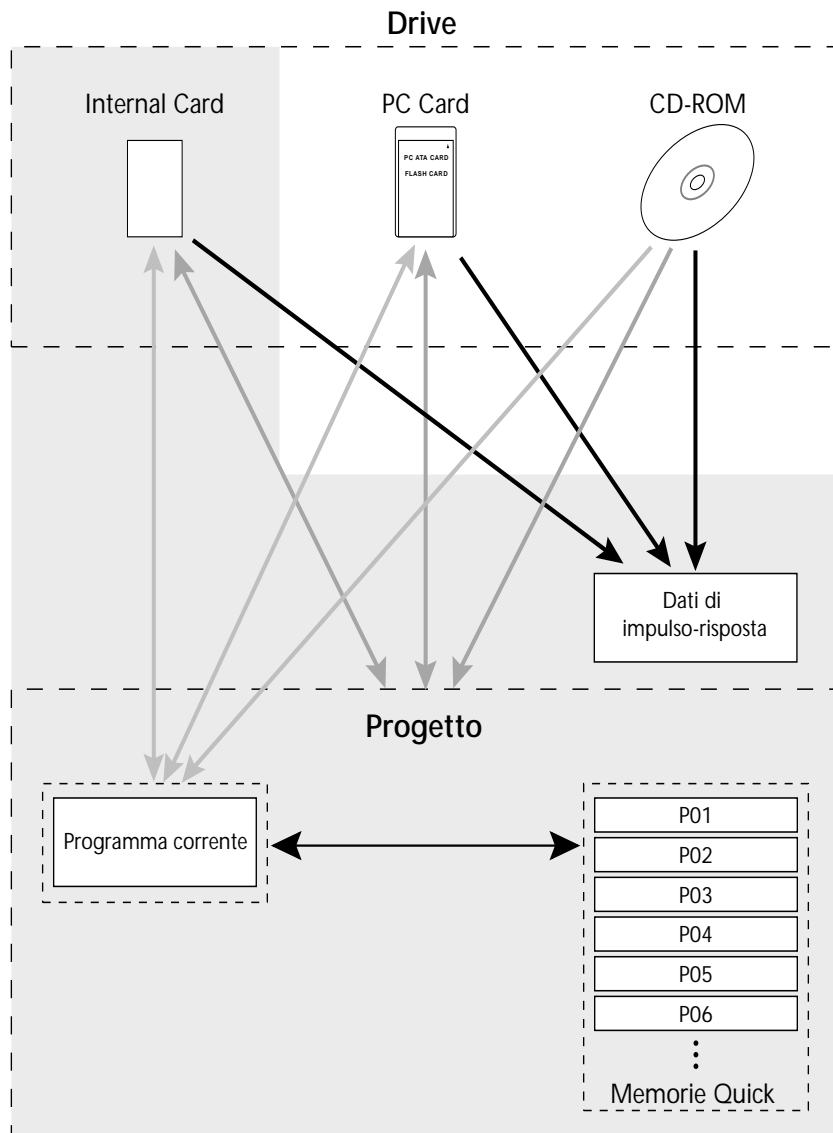 Drive
Internal Card
PC Card
CD-ROM
PC ATA CARD
FLASH CARD
Dati di
impulso-risposta
Progetto
Programma corrente
P01
P02
P03
P04
P05
P06
Memorie Quick